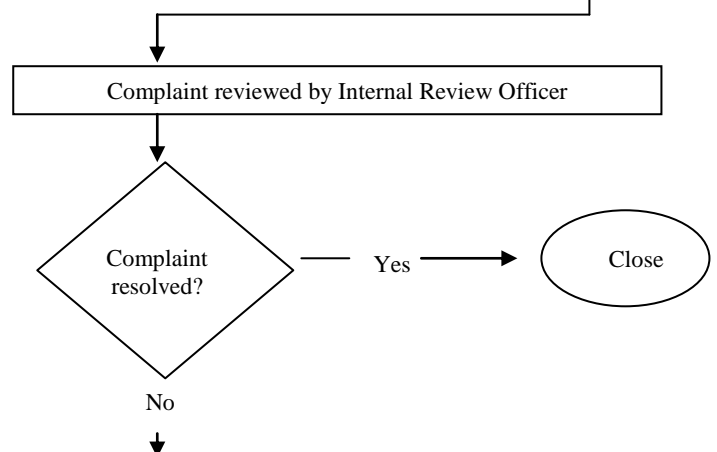 Complaint reviewed by Internal Review Officer
Complaint
resolved?
Yes
Close
No